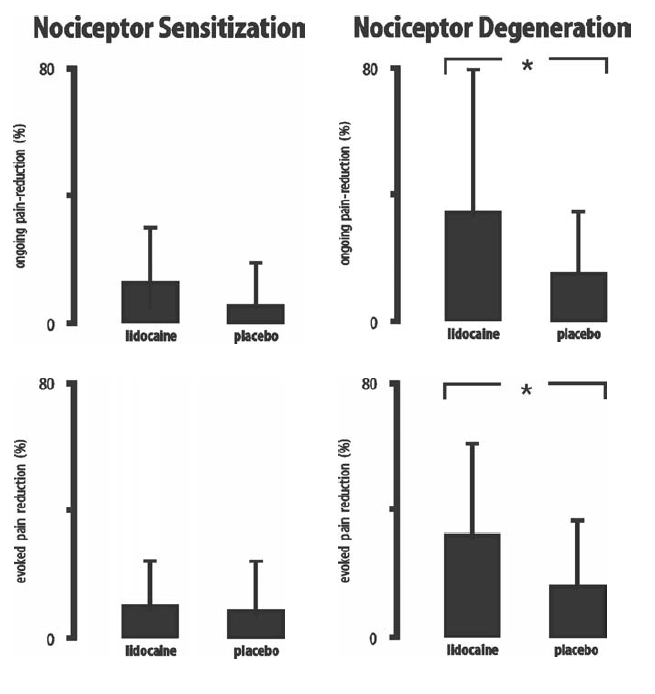 Nociceptor Sensitization
Nociceptor Degeneration
80
ongoing pain-reduction (%)
0
lidocaine
placebo
80
*
ongoing pain-reduction (%)
0
lidocaine
placebo
80
evoked pain reduction (%)
0
lidocaine
placebo
80
*
evoked pain reduction (%)
0
lidocaine
placebo